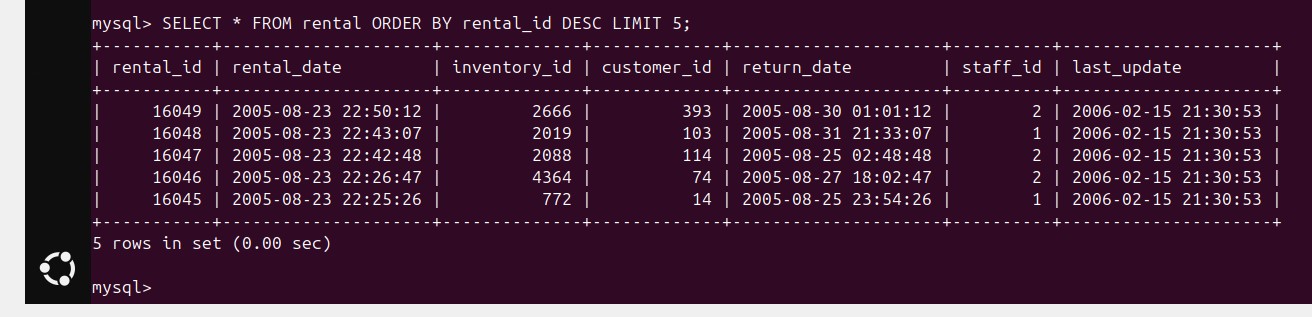 mysql> SELECT * FROM rental ORDER BY rental_id DESC LIMIT 5;
+-----------+---------------------+--------------+-------------+---------------------+----------+---------------------+
| rental_id | rental_date         | inventory_id | customer_id | return_date         | staff_id | last_update         |
+-----------+---------------------+--------------+-------------+---------------------+----------+---------------------+
|     16049 | 2005-08-23 22:50:12 |         2666 |         393 | 2005-08-30 01:01:12 |        2 | 2006-02-15 21:30:53 |
|     16048 | 2005-08-23 22:43:07 |         2019 |         103 | 2005-08-31 21:33:07 |        1 | 2006-02-15 21:30:53 |
|     16047 | 2005-08-23 22:42:48 |         2088 |         114 | 2005-08-25 02:48:48 |        2 | 2006-02-15 21:30:53 |
|     16046 | 2005-08-23 22:26:47 |         4364 |          74 | 2005-08-27 18:02:47 |        2 | 2006-02-15 21:30:53 |
|     16045 | 2005-08-23 22:25:26 |          772 |          14 | 2005-08-25 23:54:26 |        1 | 2006-02-15 21:30:53 |
+-----------+---------------------+--------------+-------------+---------------------+----------+---------------------+
5 rows in set (0.00 sec)
mysql>